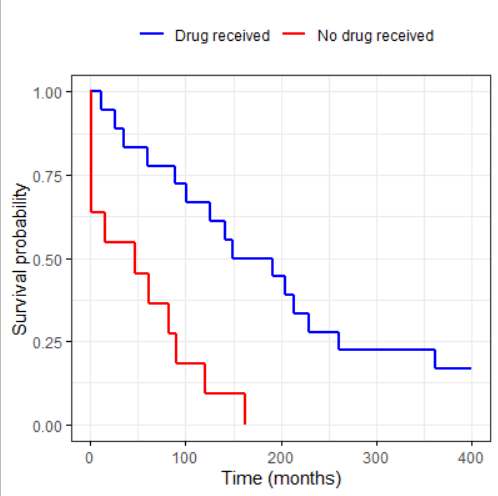 Drug received No drug received
1.00
0.75
0.50
0.25
0.00
Survival probability
0 100 200 300 400
Time (months)